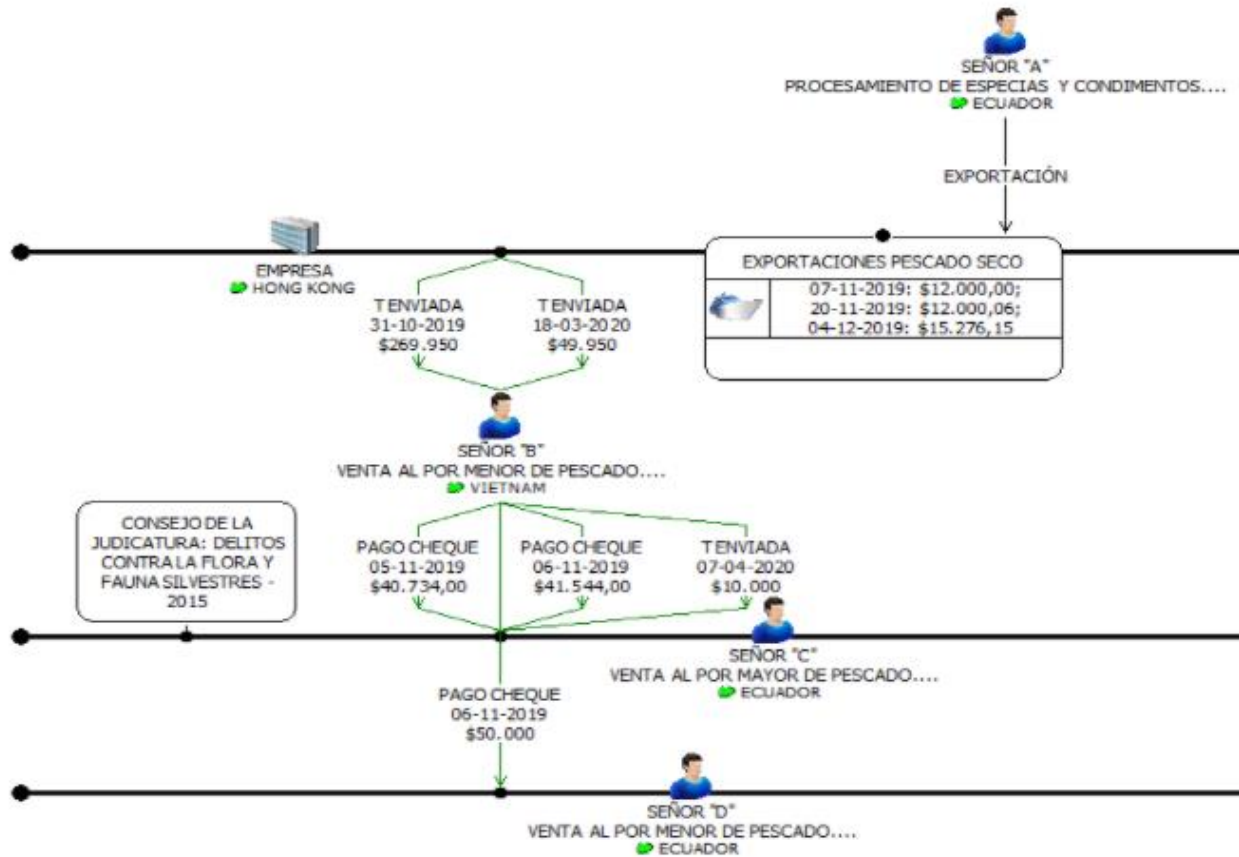 SEÑOR "A"
PROCESAMIENTO DE ESPECIAS Y CONDIMENTOS....
ECUADOR
EXPORTACIÓN
EMPRESA
HONG KONG
EXPORTACIONES PESCADO SECO
07-11-2019: $12.000,00;
20-11-2019: $12.000,06;
04-12-2019: $15.276,15
T ENVIADA
31-10-2019
$269.950
T ENVIADA
18-03-2020
$49.950
SEÑOR "B"
VENTA AL POR MENOR DE PESCADO....
VIETNAM
CONSEJO DE LA
JUDICATURA: DELITOS
CONTRA LA FLORA Y
FAUNA SILVESTRES -
2015
PAGO CHEQUE
05-11-2019
$40.734,00
PAGO CHEQUE
06-11-2019
$41.544,00
T ENVIADA
07-04-2020
$10.000
SEÑOR "C"
VENTA AL POR MAYOR DE PESCADO....
ECUADOR
PAGO CHEQUE
06-11-2019
$50.000
SEÑOR "D"
VENTA AL POR MENOR DE PESCADO....
ECUADOR